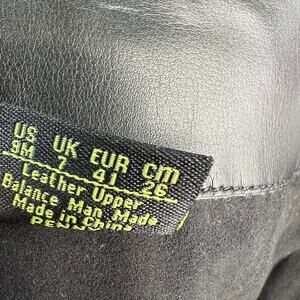 US UK EUR cm
9M 7 41 26
Leather Upper
Balance Man Made
Made in China